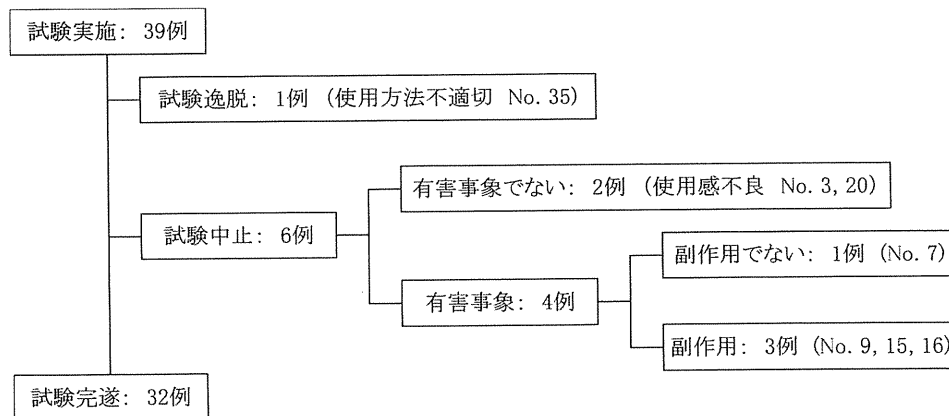 試験実施: 39例
試験逸脱: 1例 (使用方法不適切 No. 35)
有害事象でない: 2例 (使用感不良 No. 3, 20)
試験中止: 6例
副作用でない: 1例 (No. 7)
有害事象: 4例
副作用: 3例 (No. 9, 15, 16)
試験完遂: 32例